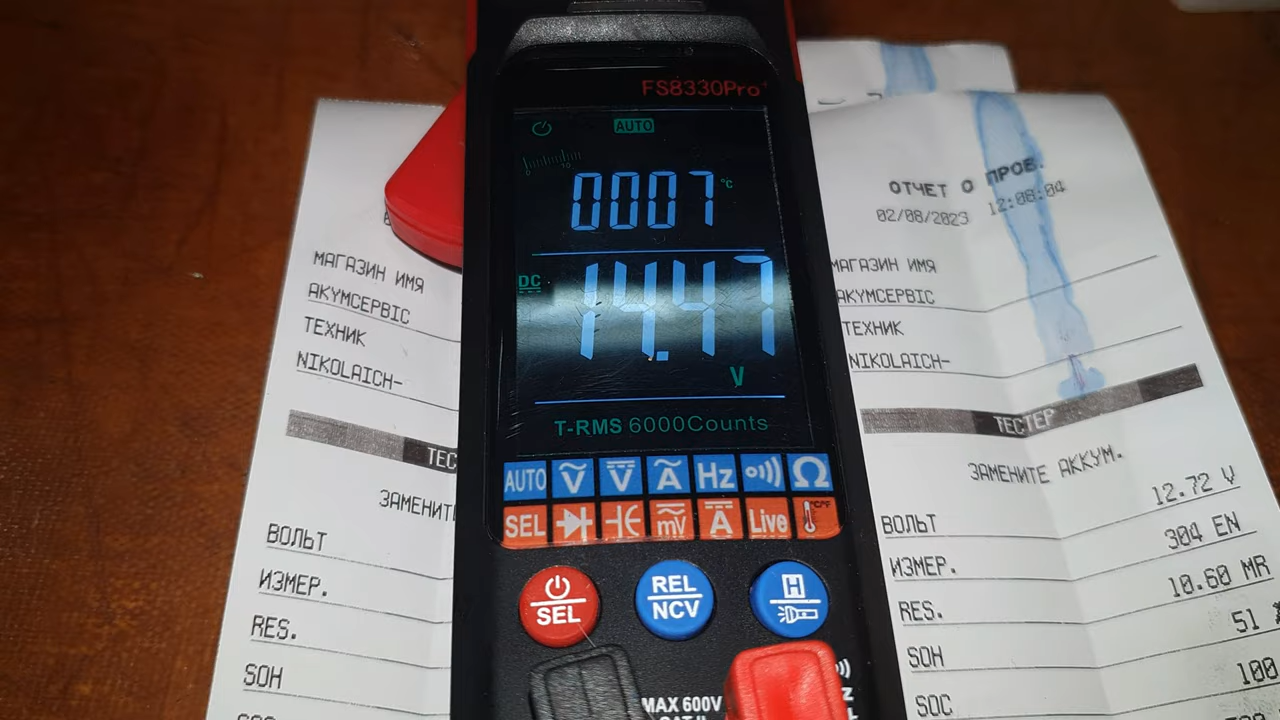 FS8330Pro+
AUTO
0007 °C
DC 14.47
V
T-RMS 6000Counts
AUTO V V A Hz Ω
SEL mV A Live °C/°F
SEL
REL
NCV
H
MAX 600V
МАГАЗИН ИМЯ
АКУМСЕРВІС
ТЕХНИК
NIKOLAICH-
ТЕС
ЗАМЕНИТ
ВОЛЬТ
ИЗМЕР.
RES.
SOH
ОТЧЕТ О ПРОВ.
02/08/2023 12:08:04
МАГАЗИН ИМЯ
АКУМСЕРВІС
ТЕХНИК
NIKOLAICH-
ТЕСТЕР
ЗАМЕНИТЕ АККУМ.
ВОЛЬТ 12.72 V
ИЗМЕР. 304 EN
RES. 10.60 MR
SOH 51
SOC 100